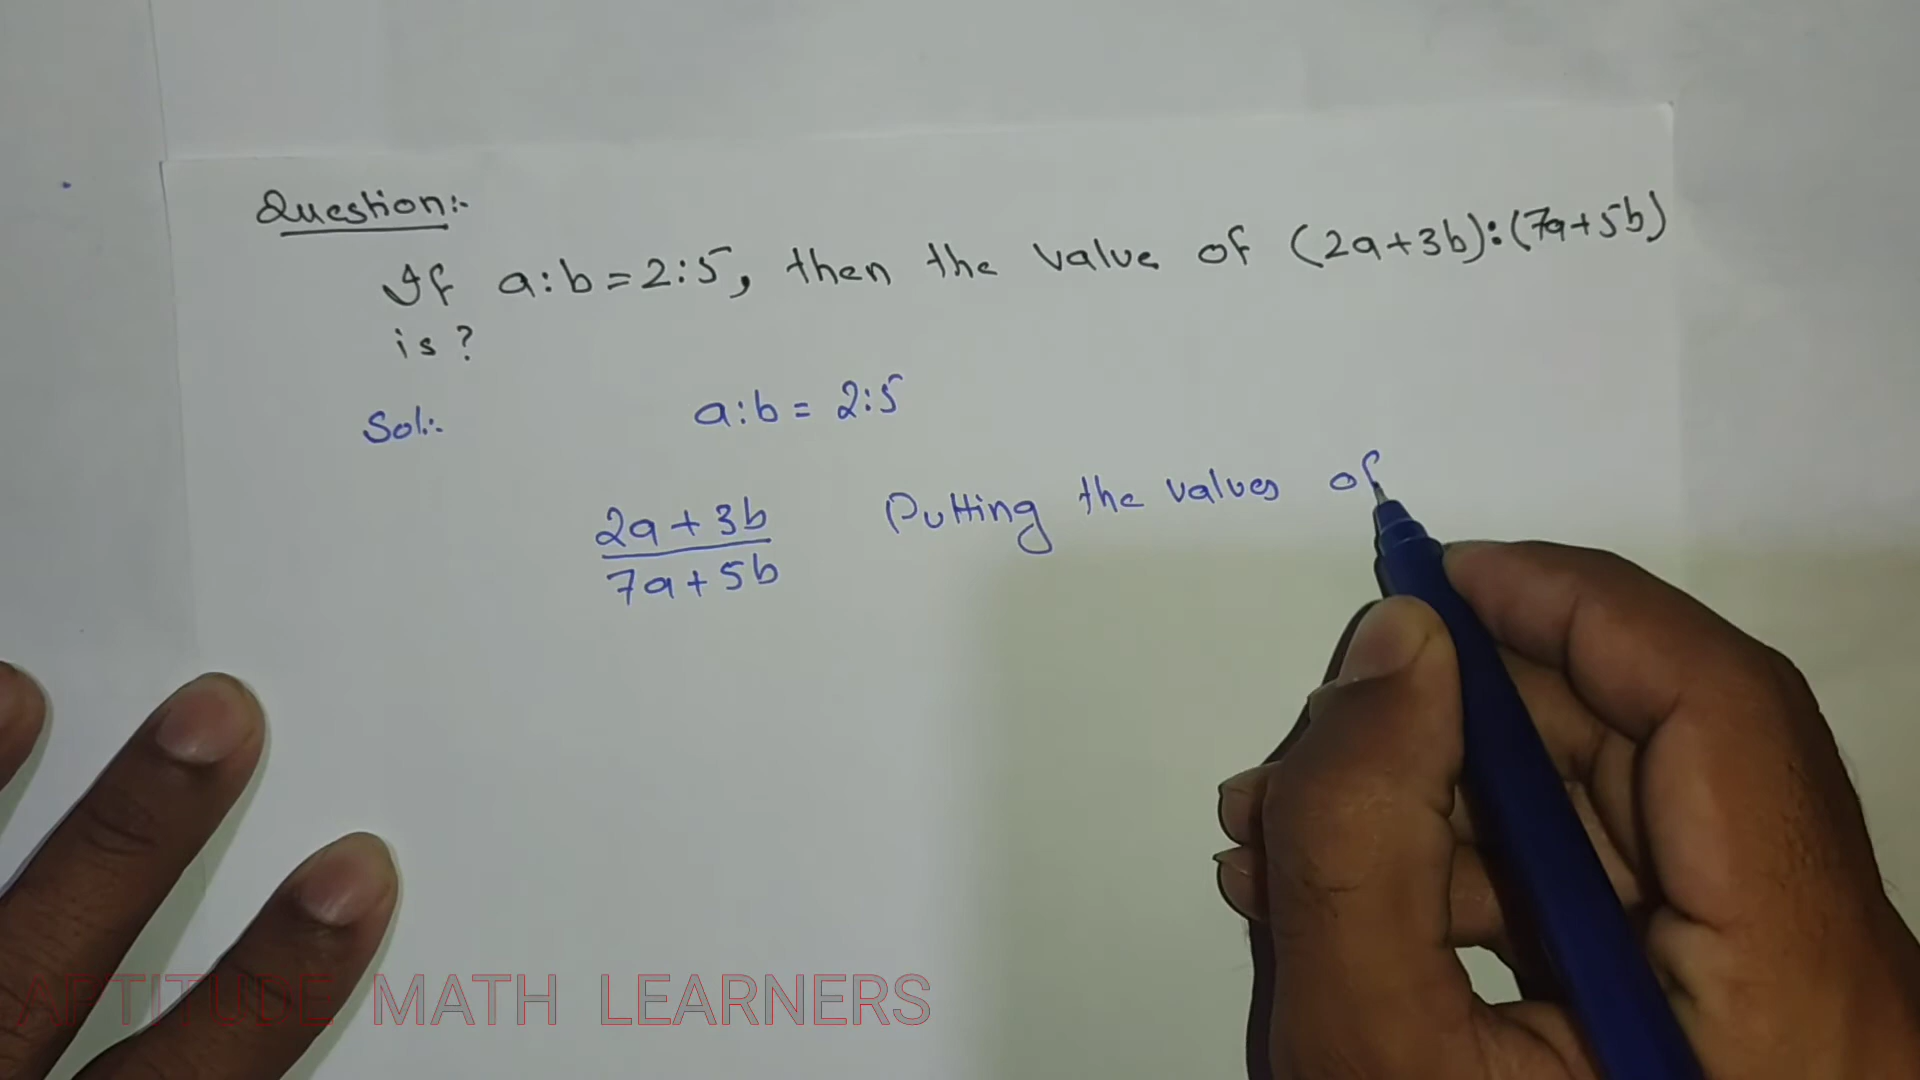 Question:-
If a:b=2:5, then the value of (2a+3b):(7a+5b)
is?
Sol:-
a:b= 2:5
2a+3b
7a+5b
Putting the values of
APTITUDE MATH LEARNERS